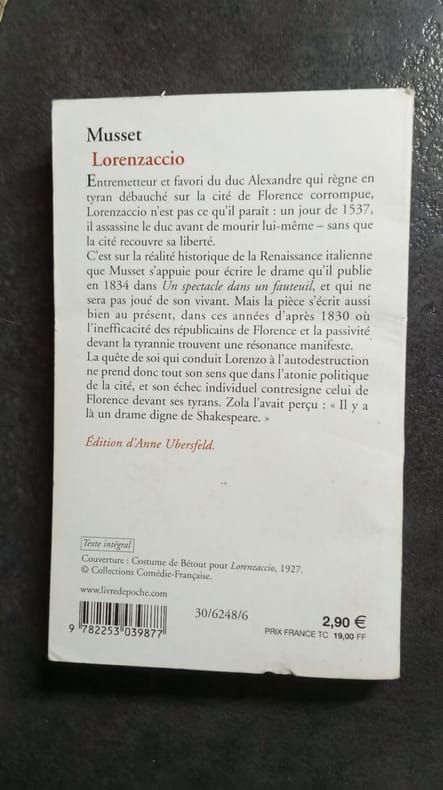 Musset
Lorenzaccio
Entremetteur et favori du duc Alexandre qui règne en
tyran débauché sur la cité de Florence corrompue,
Lorenzaccio n'est pas ce qu'il paraît : un jour de 1537,
il assassine le duc avant de mourir lui-même – sans que
la cité recouvre sa liberté.
C'est sur la réalité historique de la Renaissance italienne
que Musset s'appuie pour écrire le drame qu'il publie
en 1834 dans Un spectacle dans un fauteuil, et qui ne
sera pas joué de son vivant. Mais la pièce s'écrit aussi
bien au présent, dans ces années d'après 1830 où
l'inefficacité des républicains de Florence et la passivité
devant la tyrannie trouvent une résonance manifeste.
La quête de soi qui conduit Lorenzo à l'autodestruction
ne prend donc tout son sens que dans l'atonie politique
de la cité, et son échec individuel contresigne celui de
Florence devant ses tyrans. Zola l'avait perçu : « Il y a
là un drame digne de Shakespeare. »
Édition d'Anne Ubersfeld.
Texte intégral
Couverture : Costume de Bétout pour Lorenzaccio, 1927.
© Collections Comédie-Française.
www.livredepoche.com
30/6248/6
2,90 €
PRIX FRANCE TC 19,00 FF
9 782253 039877